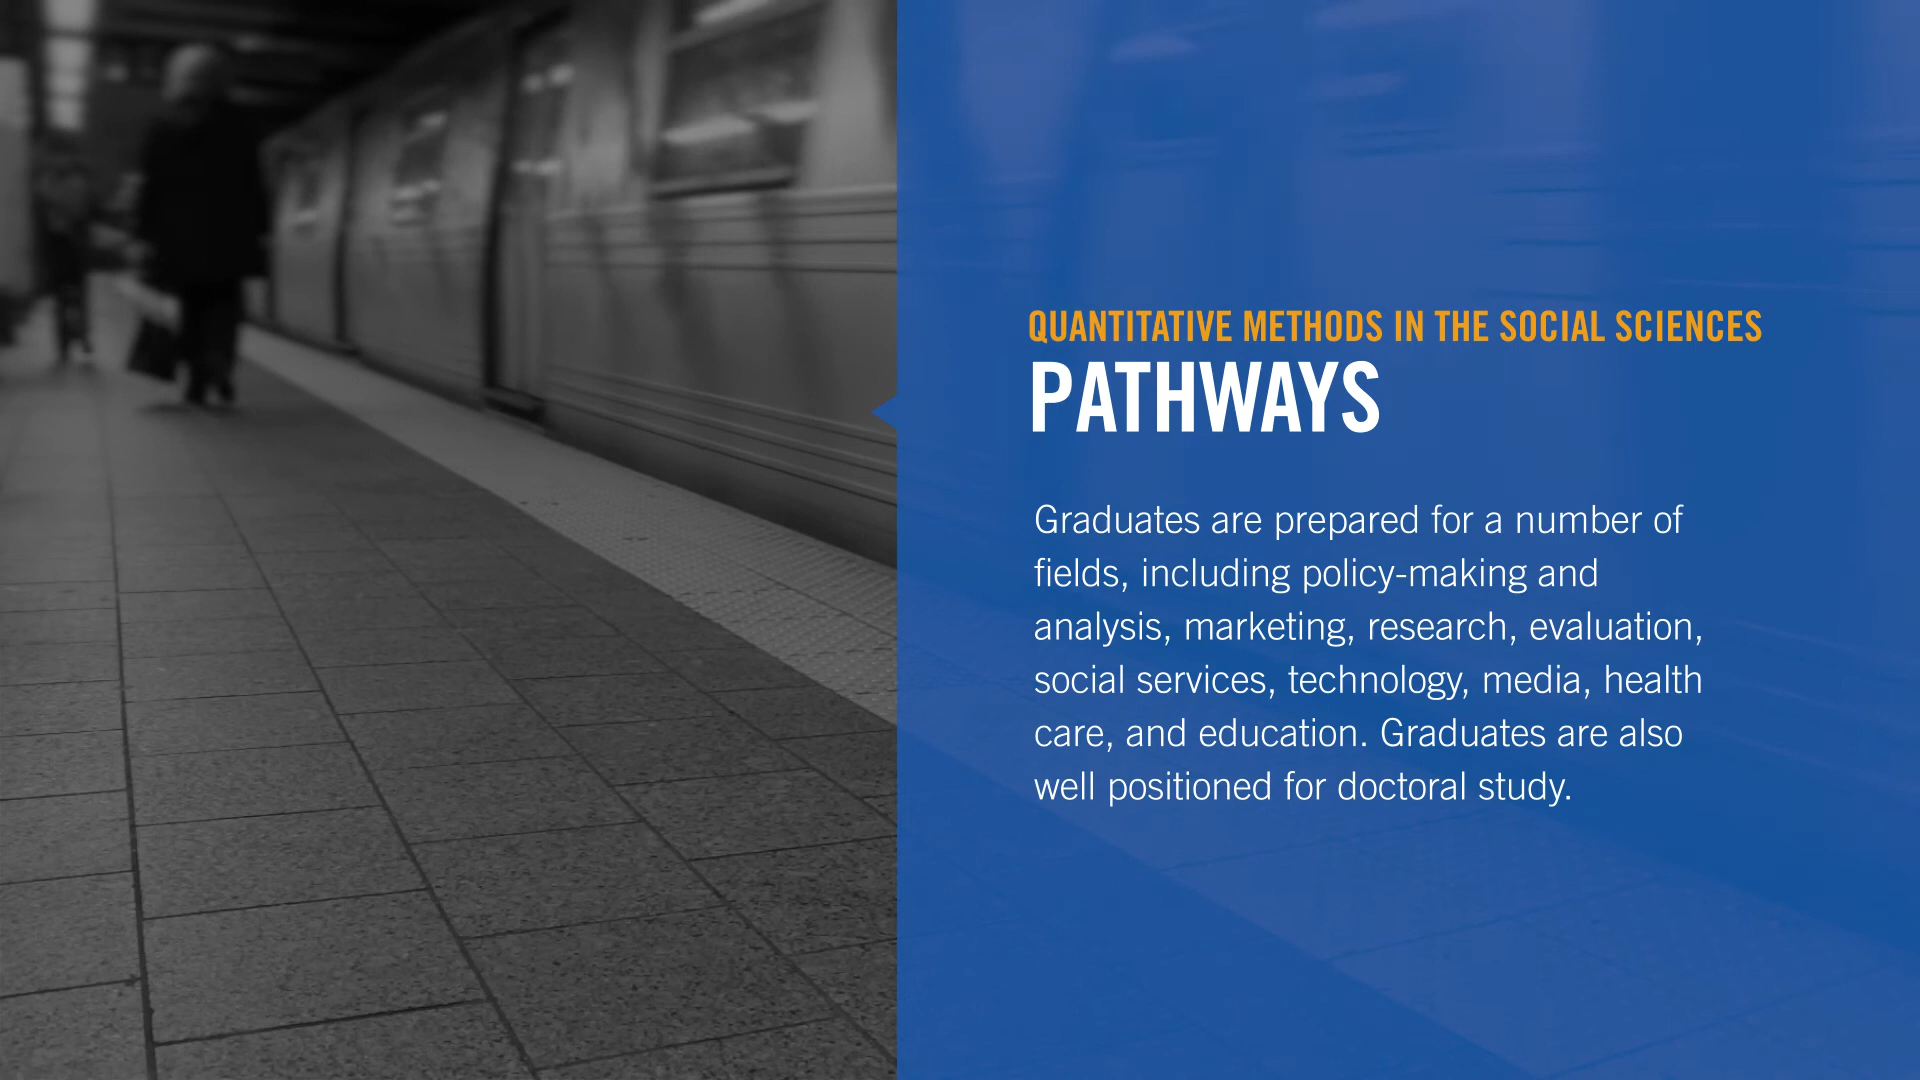 QUANTITATIVE METHODS IN THE SOCIAL SCIENCES
PATHWAYS
Graduates are prepared for a number of
fields, including policy-making and
analysis, marketing, research, evaluation,
social services, technology, media, health
care, and education. Graduates are also
well positioned for doctoral study.